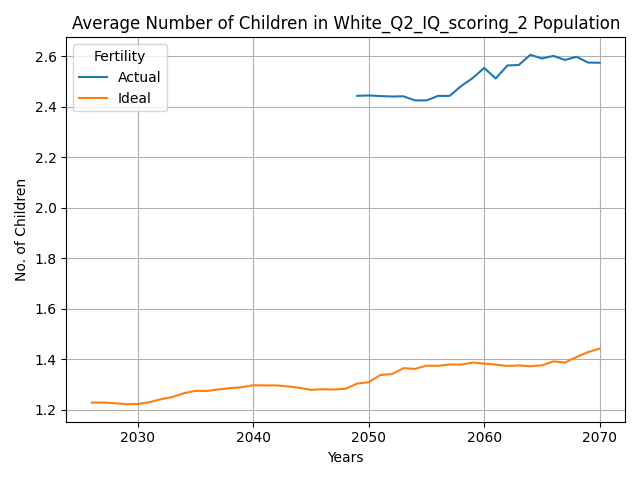 Average Number of Children in White_Q2_IQ_scoring_2 Population
Fertility
Actual
Ideal
No. of Children
2.6
2.4
2.2
2.0
1.8
1.6
1.4
1.2
2030 2040 2050 2060 2070
Years